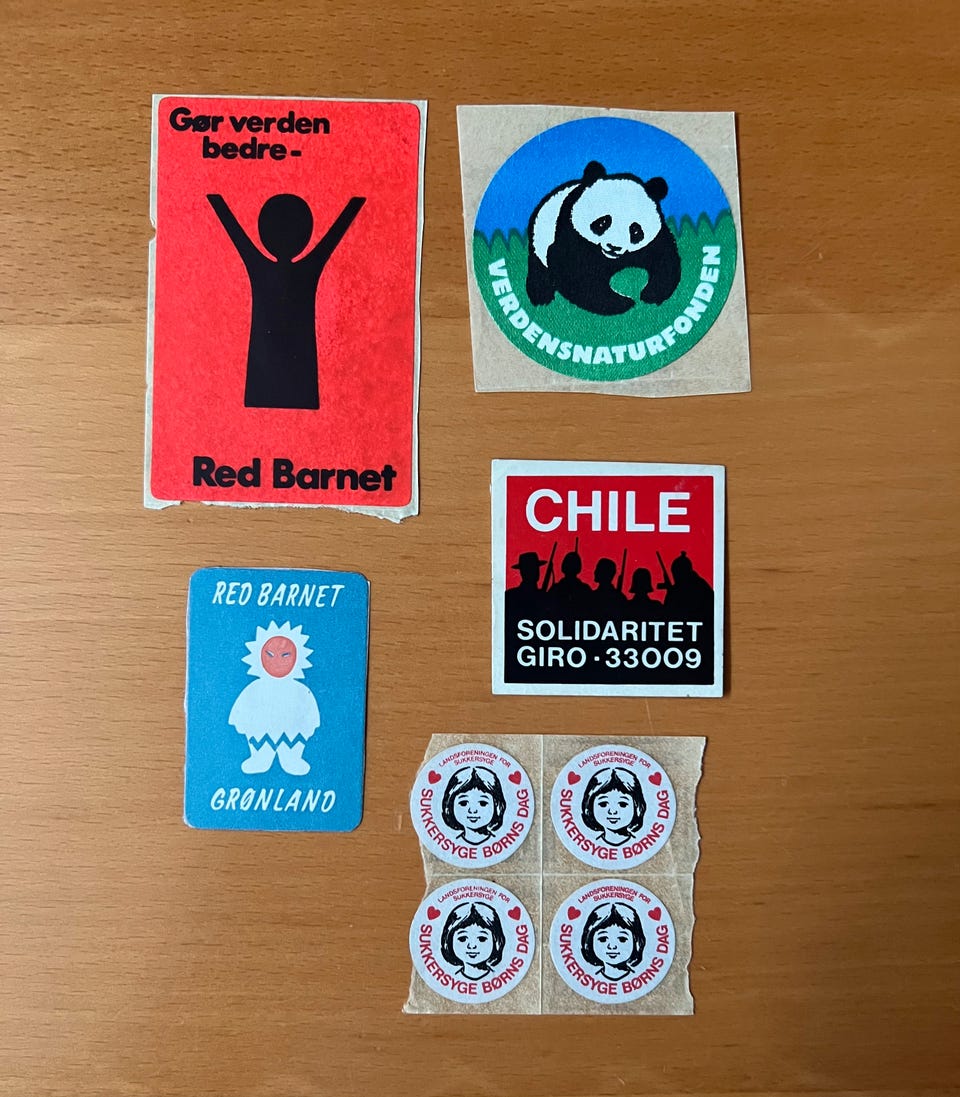 Gør verden
bedre-
Red Barnet
VERDENSNATURFONDEN
CHILE
SOLIDARITET
GIRO · 33009
RED BARNET
GRØNLAND
LANDSFORENINGEN FOR
SUKKERSYGE
SUKKERSYGE BØRNS DAG
LANDSFORENINGEN FOR
SUKKERSYGE
SUKKERSYGE BØRNS DAG
LANDSFORENINGEN FOR
SUKKERSYGE
SUKKERSYGE BØRNS DAG
LANDSFORENINGEN FOR
SUKKERSYGE
SUKKERSYGE BØRNS DAG